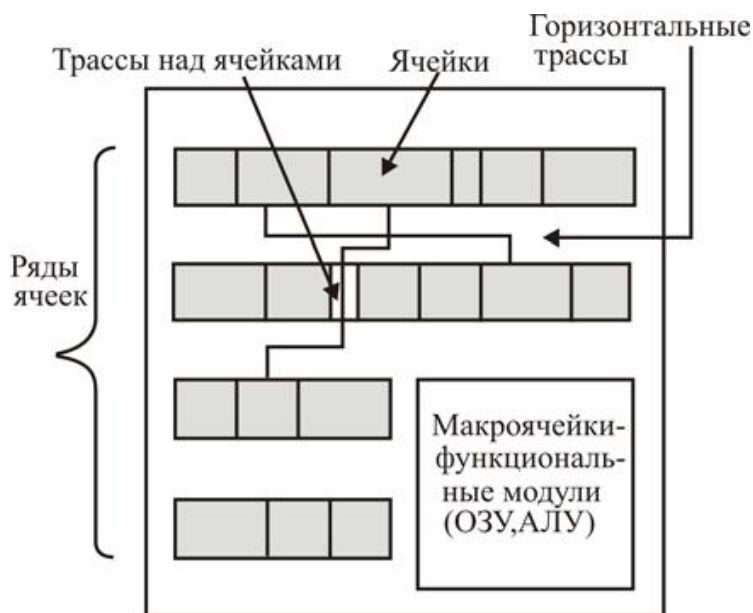 Горизонтальные
трассы
Трассы над ячейками
Ячейки
Ряды
ячеек
Макроячейки-
функциональ-
ные модули
(ОЗУ,АЛУ)